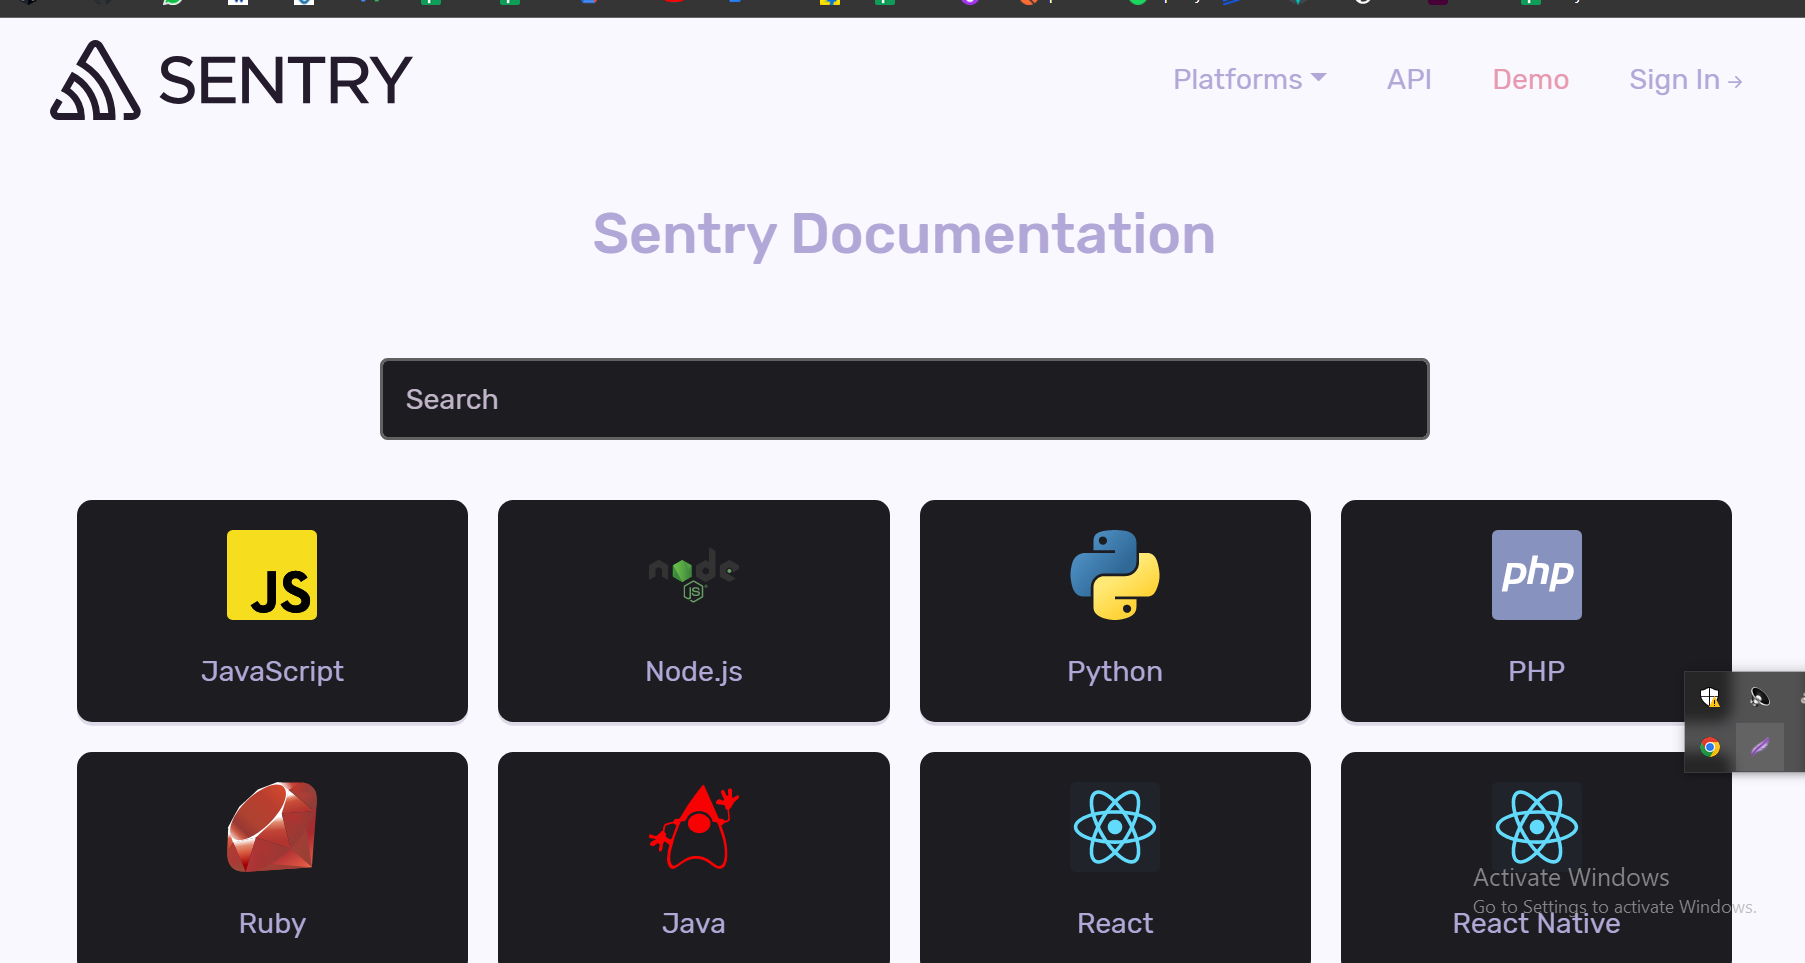 SENTRY
Platforms API Demo Sign In →
Sentry Documentation
Search
JS
node
JS
php
JavaScript
Node.js
Python
PHP
Ruby
Java
React
React Native
Activate Windows
Go to Settings to activate Windows.